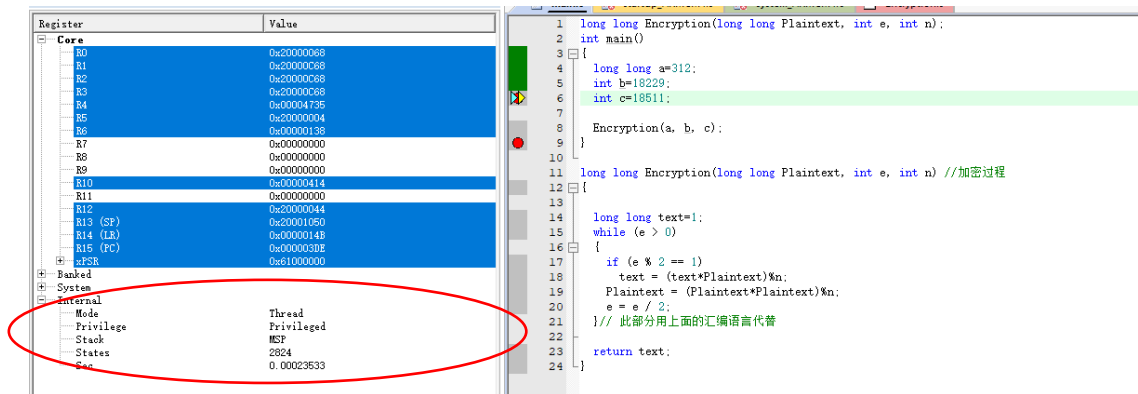 Register Value
Core
R0 0x20000068
R1 0x20000C68
R2 0x20000C68
R3 0x20000C68
R4 0x00004735
R5 0x20000004
R6 0x00000138
R7 0x00000000
R8 0x00000000
R9 0x00000000
R10 0x00000414
R11 0x00000000
R12 0x20000044
R13 (SP) 0x20001050
R14 (LR) 0x0000014B
R15 (PC) 0x000003DE
xPSR 0x61000000
Banked
System
Internal
Mode Thread
Privilege Privileged
Stack MSP
States 2824
Sec 0.00023533
1 long long Encryption(long long Plaintext, int e, int n);
2 int main()
3 {
4 long long a=312;
5 int b=18229;
6 int c=18511;
7
8 Encryption(a, b, c);
9 }
10
11 long long Encryption(long long Plaintext, int e, int n) //加密过程
12 {
13
14 long long text=1;
15 while (e > 0)
16 {
17 if (e % 2 == 1)
18 text = (text*Plaintext)%n;
19 Plaintext = (Plaintext*Plaintext)%n;
20 e = e / 2;
21 }// 此部分用上面的汇编语言代替
22
23 return text;
24 }